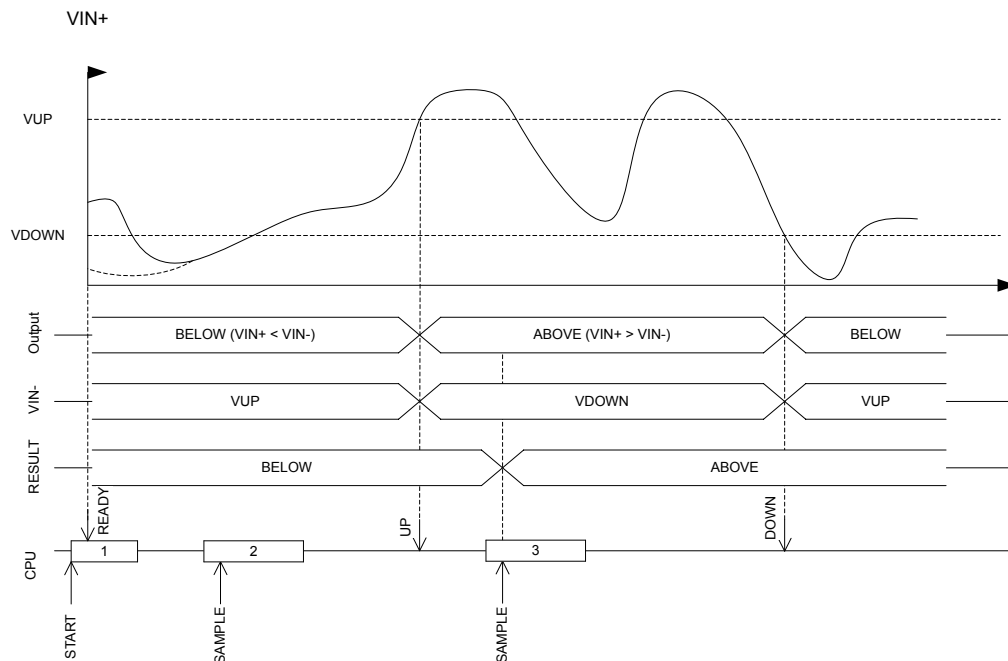 VIN+
VUP
VDOWN
Output
BELOW (VIN+ < VIN-)
ABOVE (VIN+ > VIN-)
BELOW
VIN-
VUP
VDOWN
VUP
RESULT
BELOW
ABOVE
READY
UP
DOWN
CPU
1
2
3
START
SAMPLE
SAMPLE